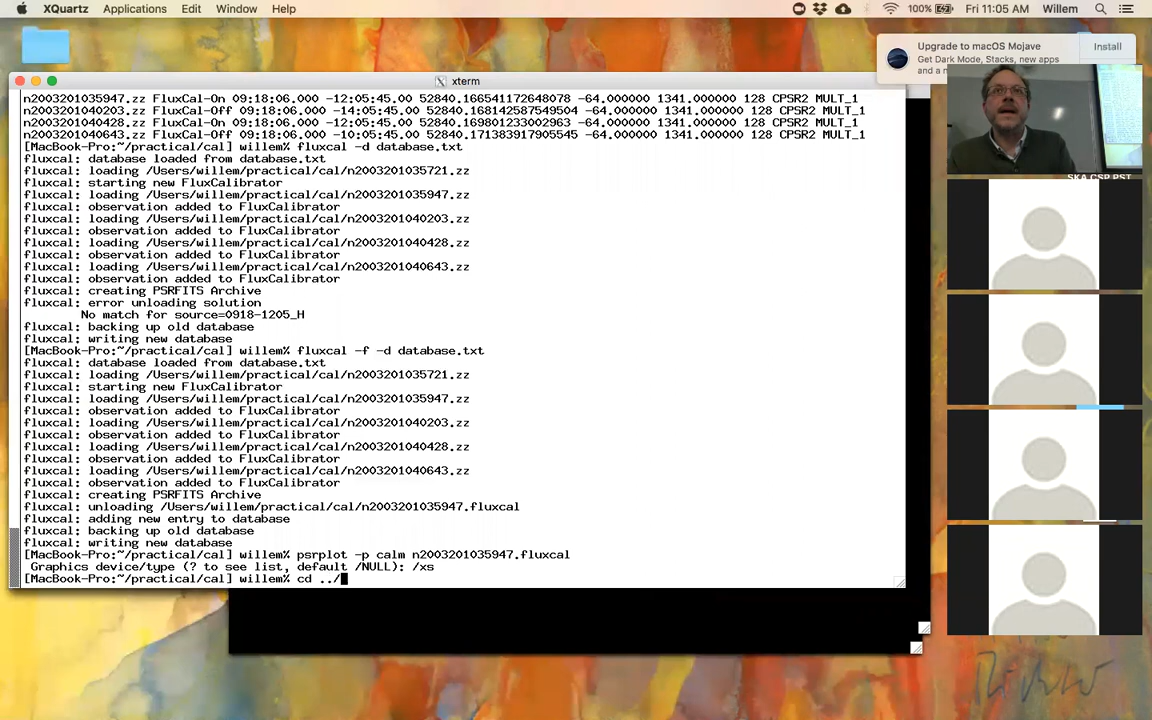 XQuartz Applications Edit Window Help 100% Fri 11:05 AM Willem
Upgrade to macOS Mojave
Get Dark Mode, Stacks, new apps
and a
Install
xterm
n2003201035947.zz FluxCal-On 09:18:06.000 -12:05:45.00 52840.166541172648078 -64.000000 1341.000000 128 CPSR2 MULT_1
n2003201040203.zz FluxCal-Off 09:18:06.000 -14:05:45.00 52840.168142587549504 -64.000000 1341.000000 128 CPSR2 MULT_1
n2003201040428.zz FluxCal-On 09:18:06.000 -12:05:45.00 52840.169801233002963 -64.000000 1341.000000 128 CPSR2 MULT_1
n2003201040643.zz FluxCal-Off 09:18:06.000 -10:05:45.00 52840.171383917905545 -64.000000 1341.000000 128 CPSR2 MULT_1
[MacBook-Pro:~/practical/cal] willem% fluxcal -d database.txt
fluxcal: database loaded from database.txt
fluxcal: loading /Users/willem/practical/cal/n2003201035721.zz
fluxcal: starting new FluxCalibrator
fluxcal: loading /Users/willem/practical/cal/n2003201035947.zz
fluxcal: observation added to FluxCalibrator
fluxcal: loading /Users/willem/practical/cal/n2003201040203.zz
fluxcal: observation added to FluxCalibrator
fluxcal: loading /Users/willem/practical/cal/n2003201040428.zz
fluxcal: observation added to FluxCalibrator
fluxcal: loading /Users/willem/practical/cal/n2003201040643.zz
fluxcal: observation added to FluxCalibrator
fluxcal: creating PSRFITS Archive
fluxcal: error unloading solution
No match for source=0918-1205_H
fluxcal: backing up old database
fluxcal: writing new database
[MacBook-Pro:~/practical/cal] willem% fluxcal -f -d database.txt
fluxcal: database loaded from database.txt
fluxcal: loading /Users/willem/practical/cal/n2003201035721.zz
fluxcal: starting new FluxCalibrator
fluxcal: loading /Users/willem/practical/cal/n2003201035947.zz
fluxcal: observation added to FluxCalibrator
fluxcal: loading /Users/willem/practical/cal/n2003201040203.zz
fluxcal: observation added to FluxCalibrator
fluxcal: loading /Users/willem/practical/cal/n2003201040428.zz
fluxcal: observation added to FluxCalibrator
fluxcal: loading /Users/willem/practical/cal/n2003201040643.zz
fluxcal: observation added to FluxCalibrator
fluxcal: creating PSRFITS Archive
fluxcal: unloading /Users/willem/practical/cal/n2003201035947.fluxcal
fluxcal: adding new entry to database
fluxcal: backing up old database
fluxcal: writing new database
[MacBook-Pro:~/practical/cal] willem% psrplot -p calm n2003201035947.fluxcal
Graphics device/type (? to see list, default /NULL): /xs
[MacBook-Pro:~/practical/cal] willem% cd ../